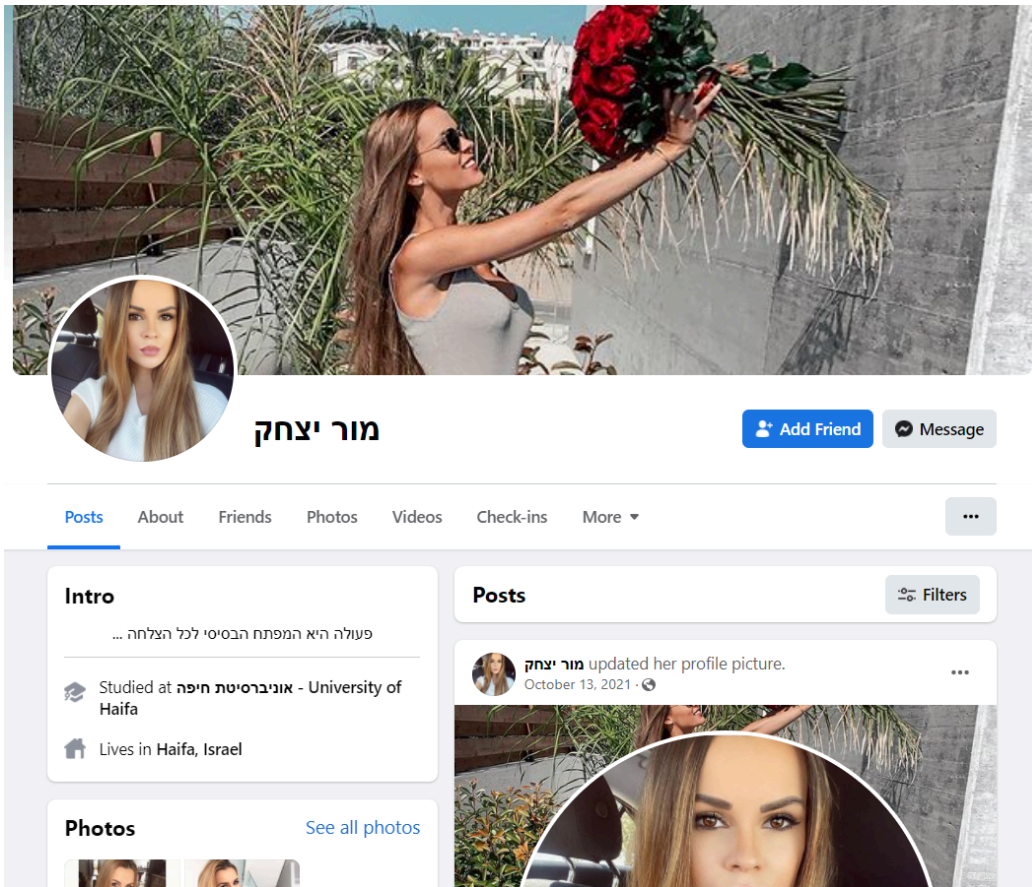 מור יצחק
Add Friend
Message
Posts
About
Friends
Photos
Videos
Check-ins
More
Intro
פעולה היא המפתח הבסיסי לכל הצלחה ...
Studied at אוניברסיטת חיפה - University of
Haifa
Lives in Haifa, Israel
Photos
See all photos
Posts
Filters
מור יצחק updated her profile picture.
October 13, 2021 ·